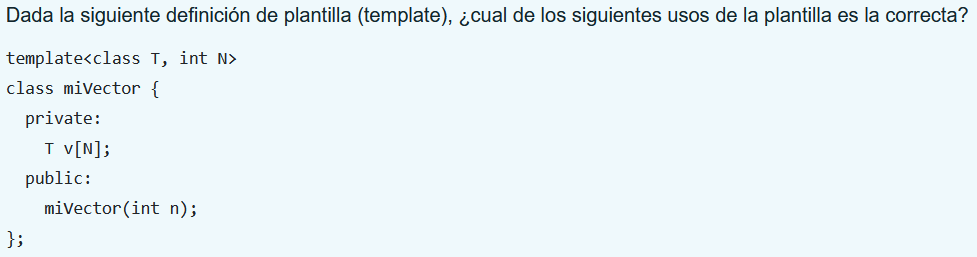 Dada la siguiente definición de plantilla (template), ¿cual de los siguientes usos de la plantilla es la correcta?
template<class T, int N>
class miVector {
  private:
    T v[N];
  public:
    miVector(int n);
};